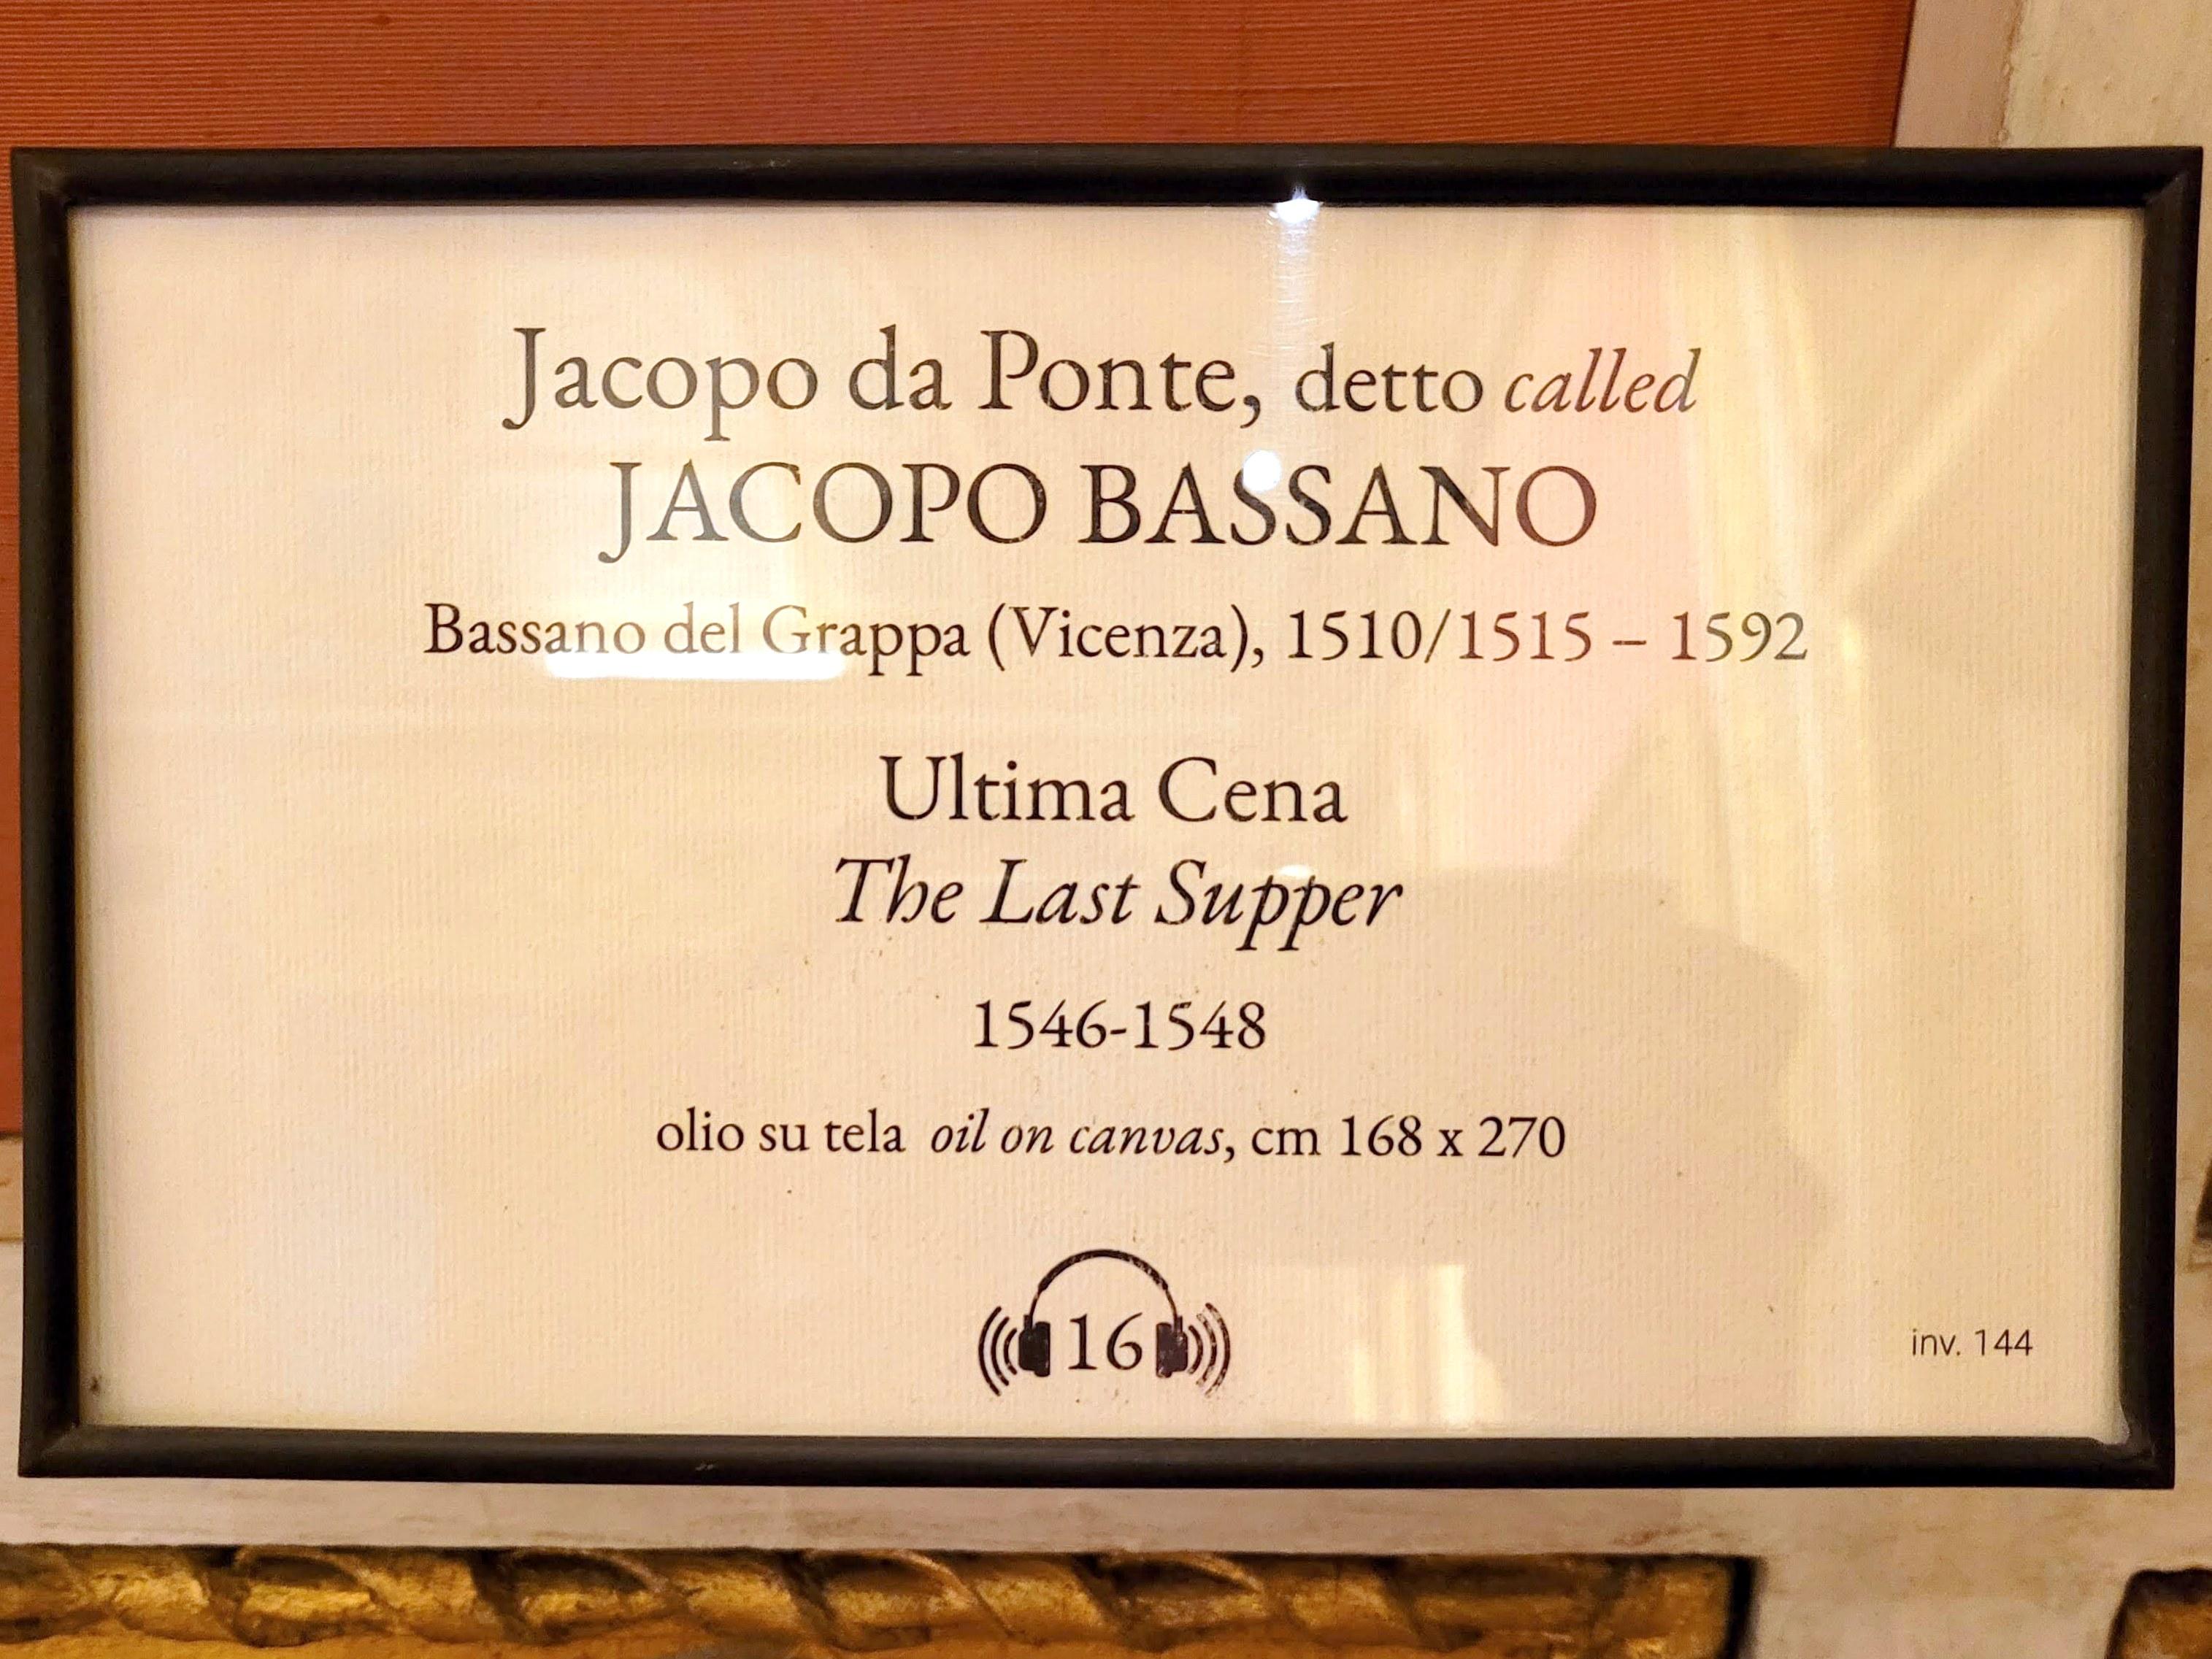 Jacopo da Ponte, detto called
JACOPO BASSANO
Bassano del Grappa (Vicenza), 1510/1515 – 1592
Ultima Cena
The Last Supper
1546-1548
olio su tela oil on canvas, cm 168 x 270
16
inv. 144